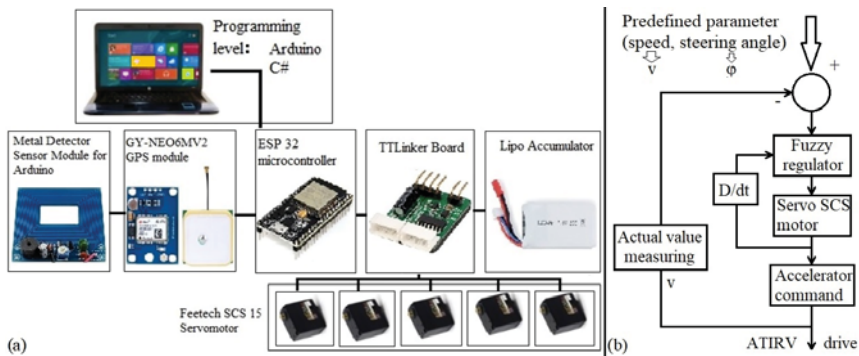 Programming
level: Arduino
C#
Metal Detector
Sensor Module for
Arduino
GY-NEO6MV2
GPS module
ESP 32
microcontroller
TTLinker Board
Lipo Accumulator
Feetech SCS 15
Servomotor
(a)
(b)
Predefined parameter
(speed, steering angle)
v φ
+
-
Fuzzy
regulator
D/dt
Servo SCS
motor
Actual value
measuring
v
Accelerator
command
ATIRV drive